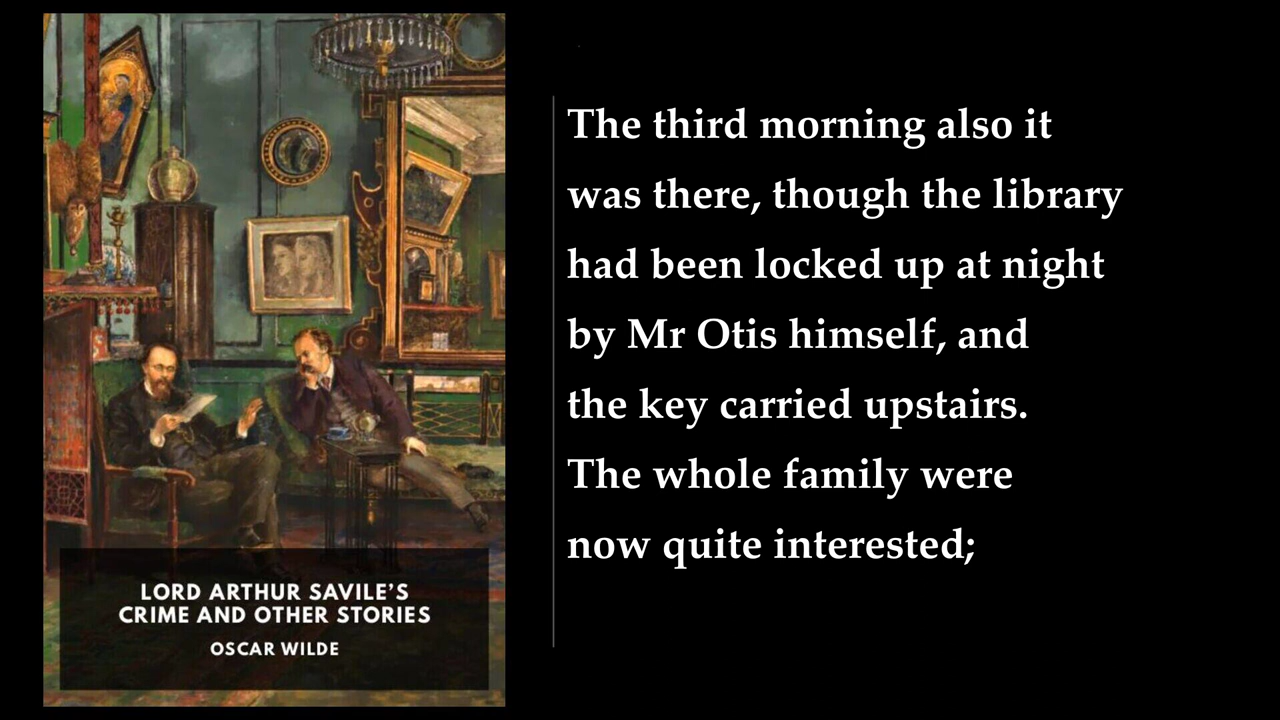 The third morning also it
was there, though the library
had been locked up at night
by Mr Otis himself, and
the key carried upstairs.
The whole family were
now quite interested;
LORD ARTHUR SAVILE’S
CRIME AND OTHER STORIES
OSCAR WILDE